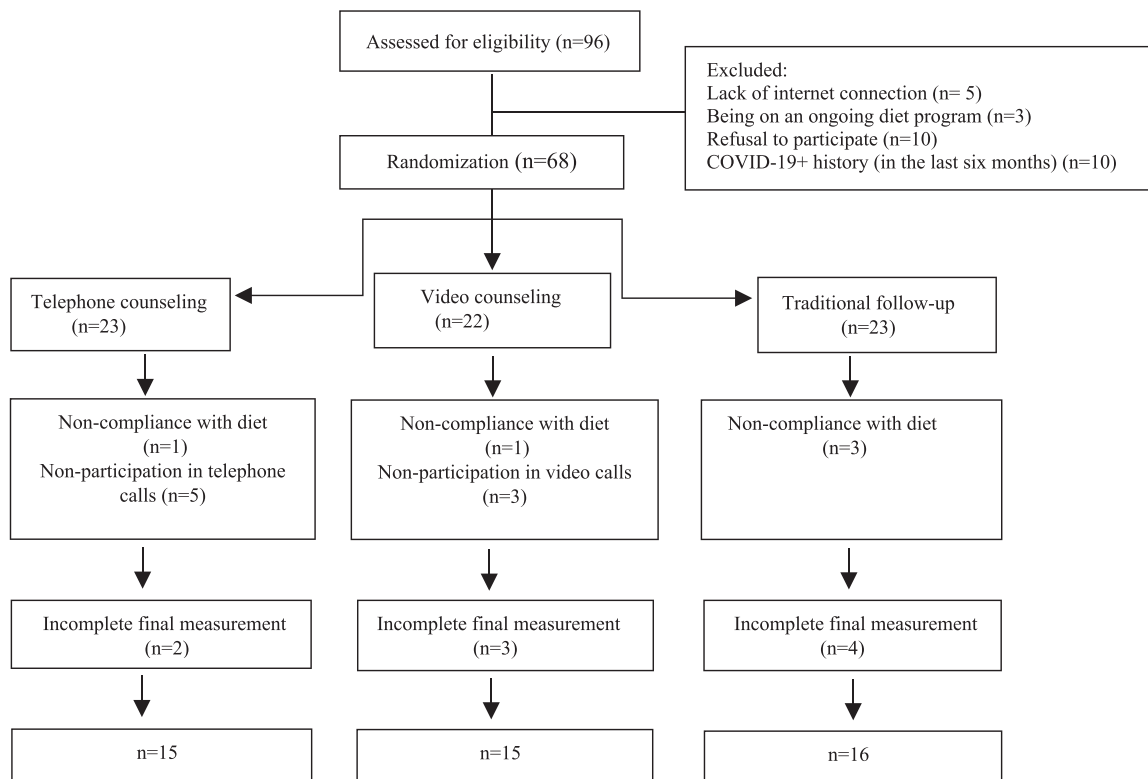 Assessed for eligibility (n=96)
Excluded:
Lack of internet connection (n= 5)
Being on an ongoing diet program (n=3)
Refusal to participate (n=10)
COVID-19+ history (in the last six months) (n=10)
Randomization (n=68)
Telephone counseling
(n=23)
Video counseling
(n=22)
Traditional follow-up
(n=23)
Non-compliance with diet
(n=1)
Non-participation in telephone
calls (n=5)
Non-compliance with diet
(n=1)
Non-participation in video calls
(n=3)
Non-compliance with diet
(n=3)
Incomplete final measurement
(n=2)
Incomplete final measurement
(n=3)
Incomplete final measurement
(n=4)
n=15
n=15
n=16